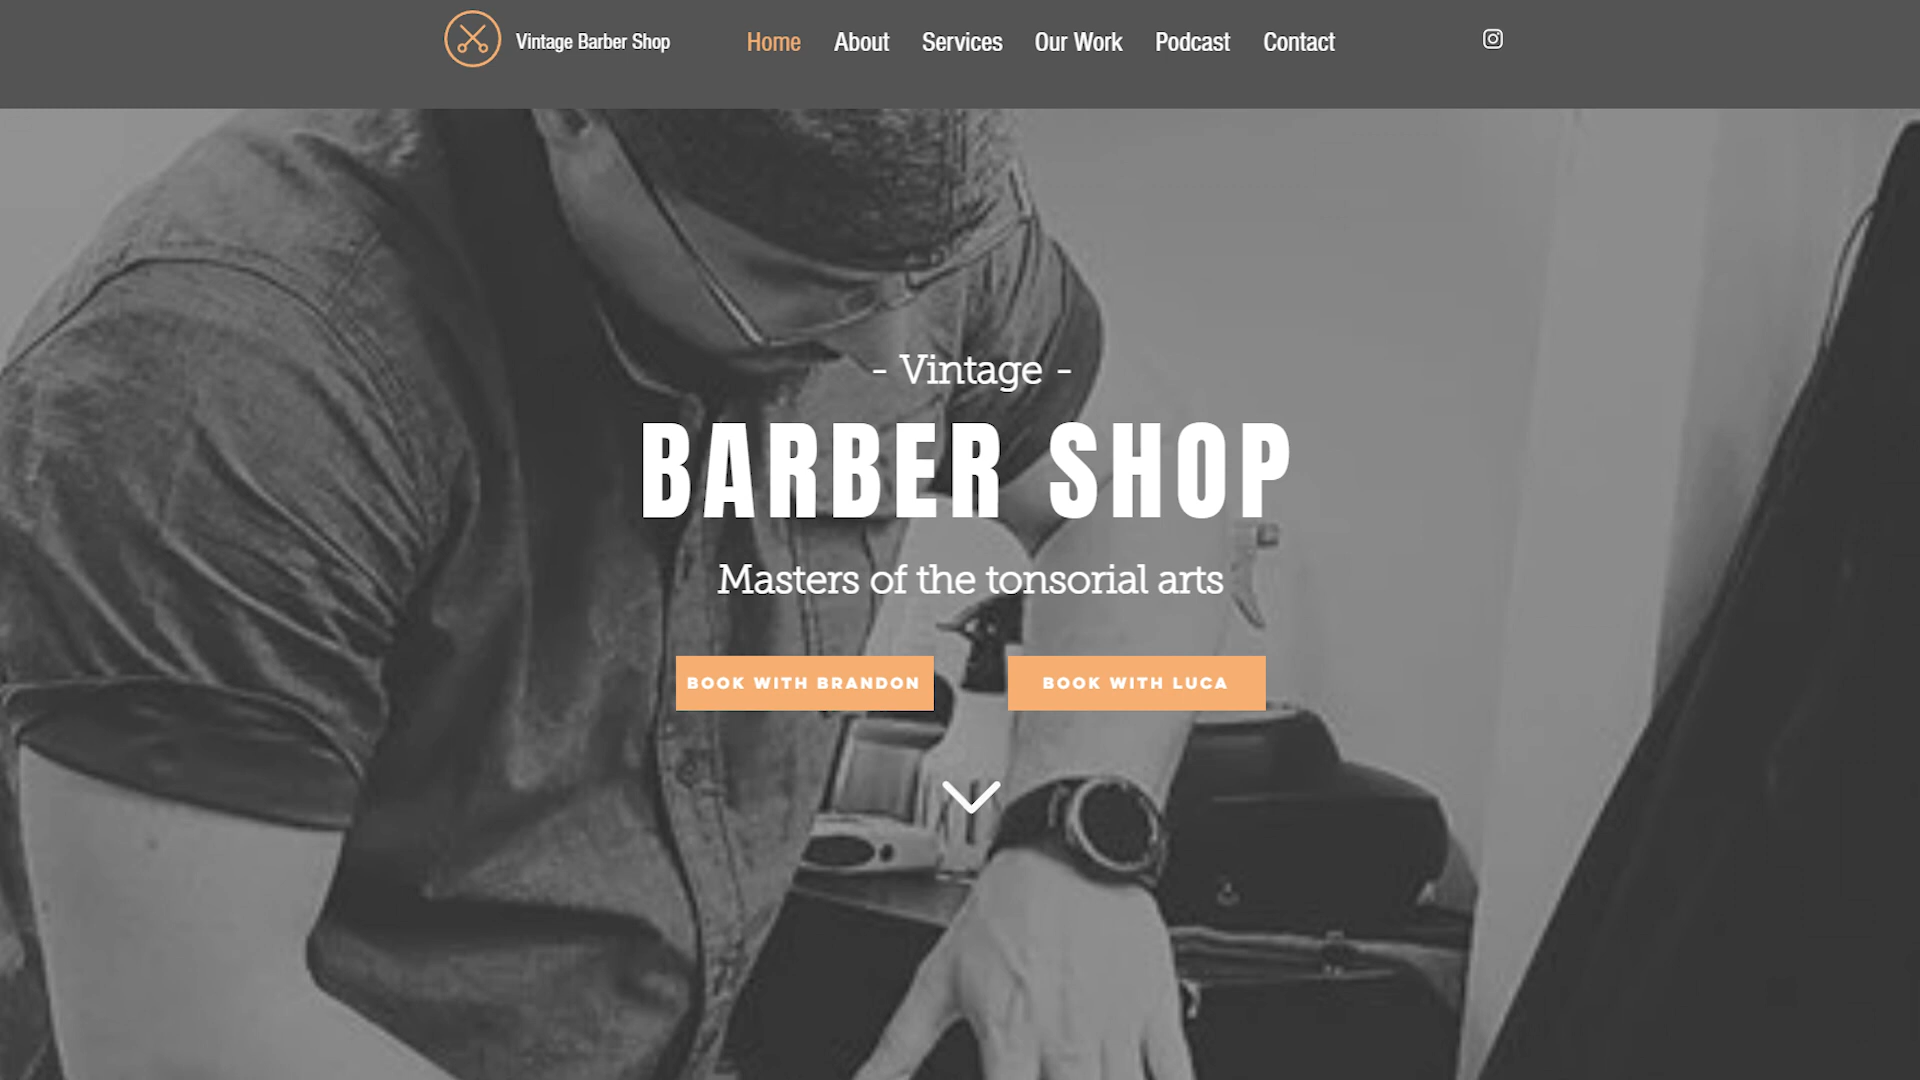 Vintage Barber Shop
Home About Services Our Work Podcast Contact
- Vintage -
BARBER SHOP
Masters of the tonsorial arts
BOOK WITH BRANDON
BOOK WITH LUCA